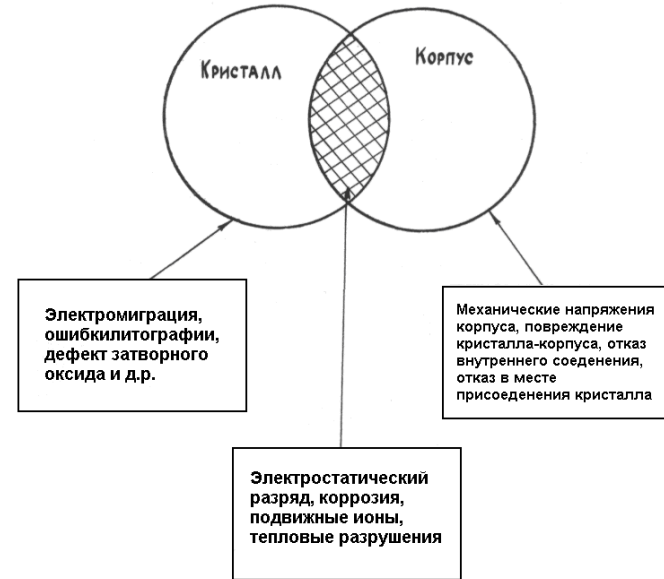 Кристалл
Корпус
Электромиграция,
ошибкилитографии,
дефект затворного
оксида и д.р.
Механические напряжения
корпуса, повреждение
кристалла-корпуса, отказ
внутреннего соеденения,
отказ в месте
присоеденения кристалла
Электростатический
разряд, коррозия,
подвижные ионы,
тепловые разрушения